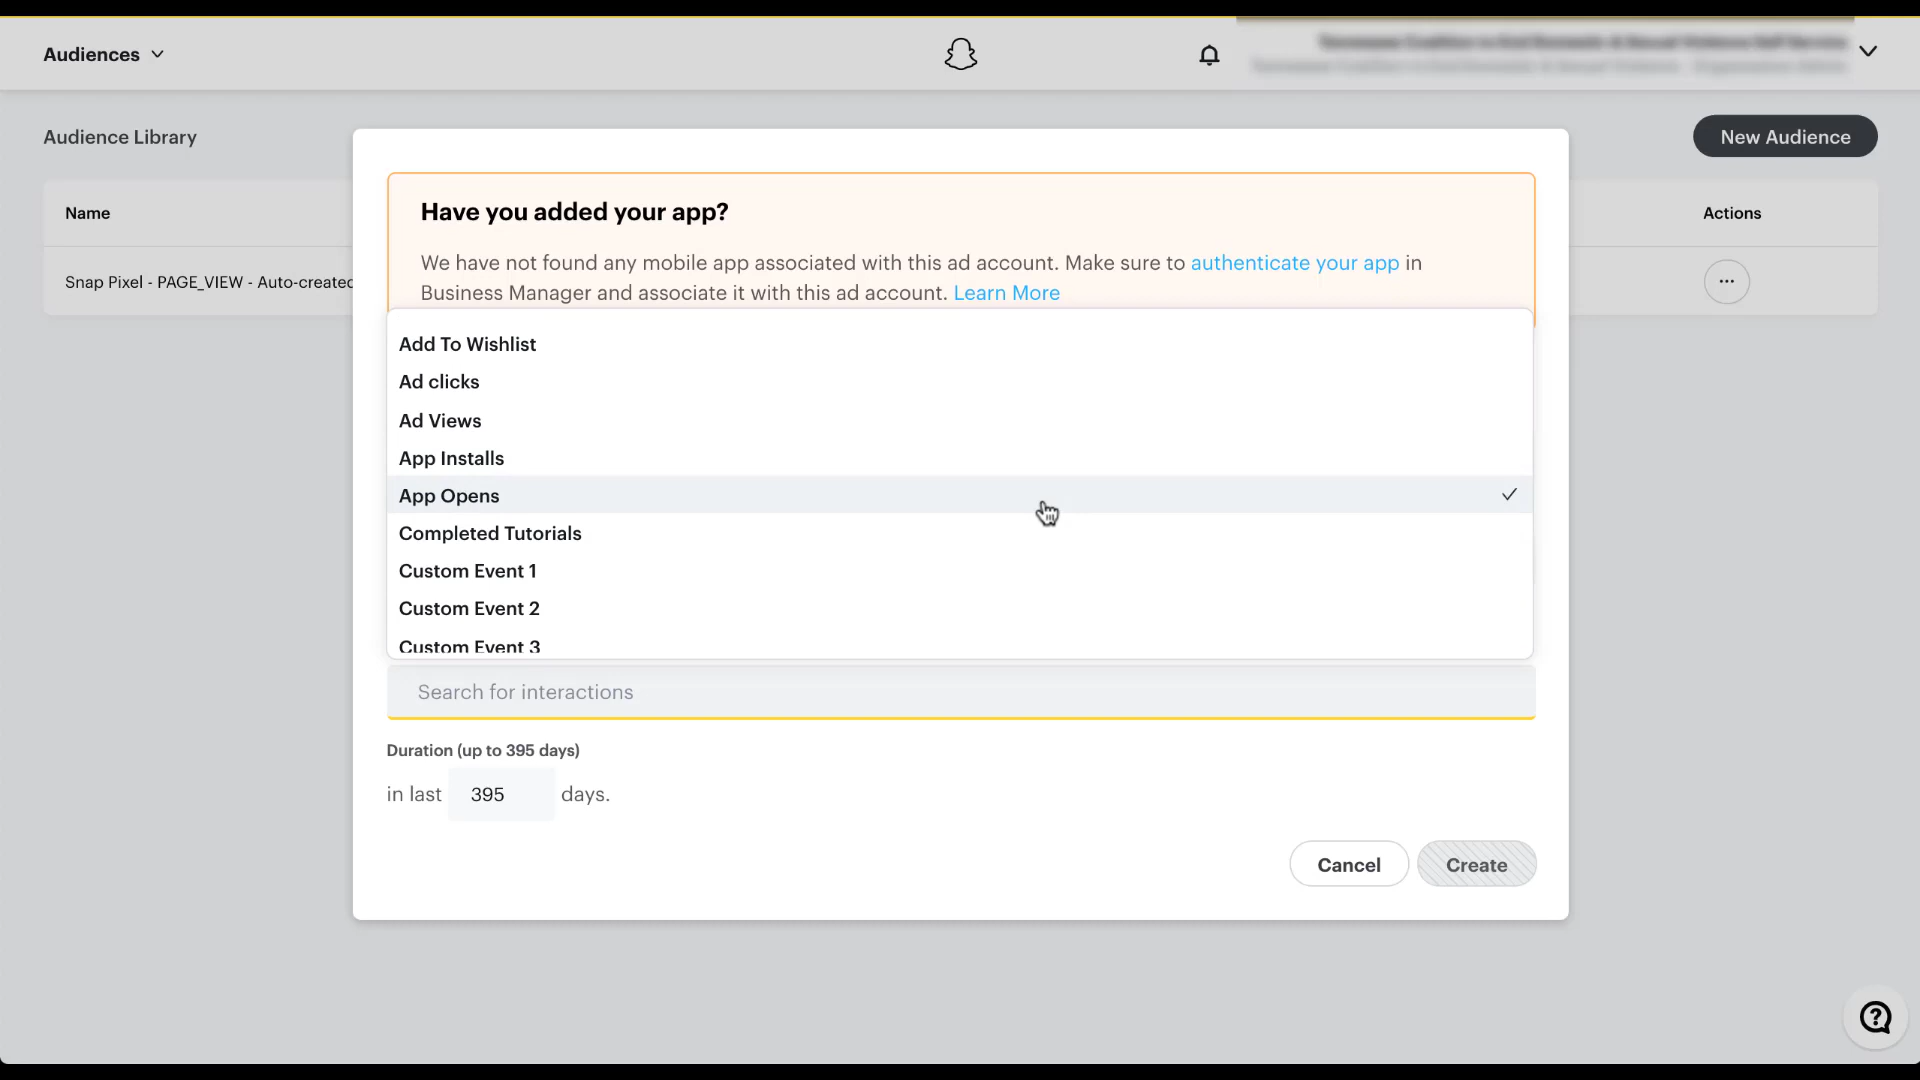 Audiences
Audience Library
New Audience
Name
Actions
Snap Pixel - PAGE_VIEW - Auto-created
Have you added your app?
We have not found any mobile app associated with this ad account. Make sure to authenticate your app in
Business Manager and associate it with this ad account. Learn More
Add To Wishlist
Ad clicks
Ad Views
App Installs
App Opens
Completed Tutorials
Custom Event 1
Custom Event 2
Custom Event 3
Search for interactions
Duration (up to 395 days)
in last 395 days.
Cancel
Create